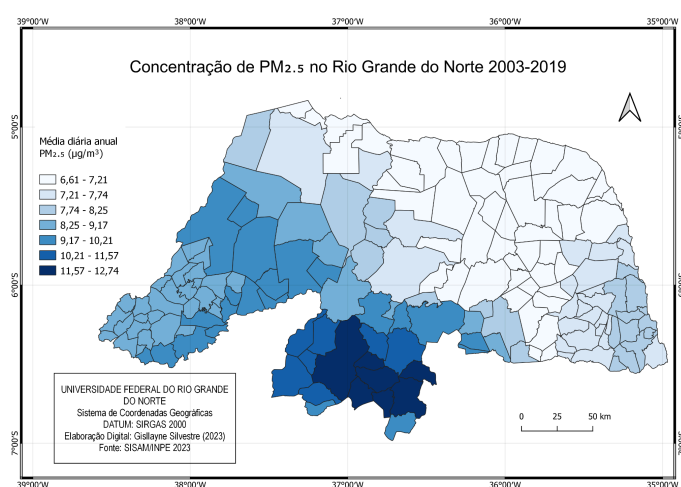 39°00'W 38°00'W 37°00'W 36°00'W 35°00'W
Concentração de PM₂.₅ no Rio Grande do Norte 2003-2019
5°00'S 5°00'S
Média diária anual
PM₂.₅ (µg/m³)
6,61 - 7,21
7,21 - 7,74
7,74 - 8,25
8,25 - 9,17
9,17 - 10,21
10,21 - 11,57
11,57 - 12,74
6°00'S 6°00'S
UNIVERSIDADE FEDERAL DO RIO GRANDE
DO NORTE
Sistema de Coordenadas Geográficas
DATUM: SIRGAS 2000
Elaboração Digital: Gisllayne Silvestre (2023)
Fonte: SISAM/INPE 2023
0 25 50 km
7°00'S 7°00'S
39°00'W 38°00'W 37°00'W 36°00'W 35°00'W